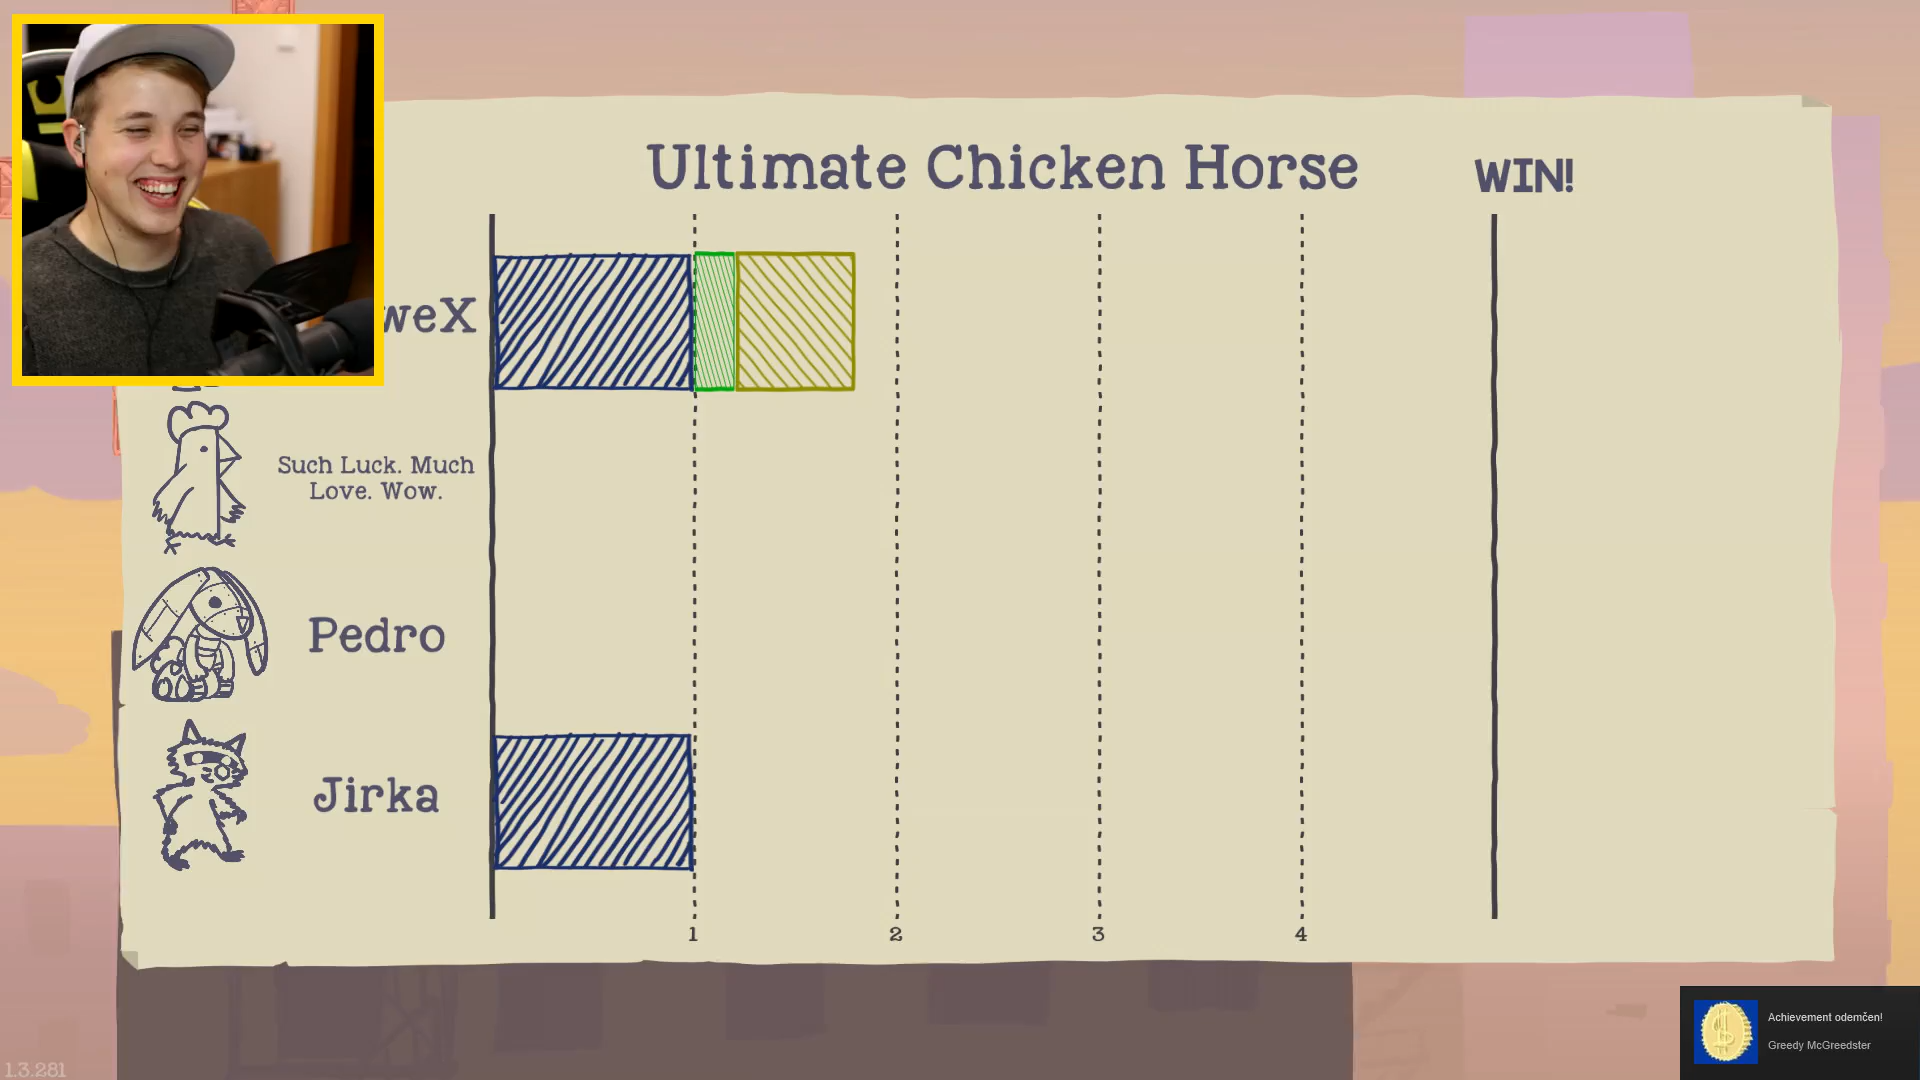 Ultimate Chicken Horse
WIN!
weX
Such Luck. Much
Love. Wow.
Pedro
Jirka
1
2
3
4
Achievement odemčen!
Greedy McGreedster
1.3.281